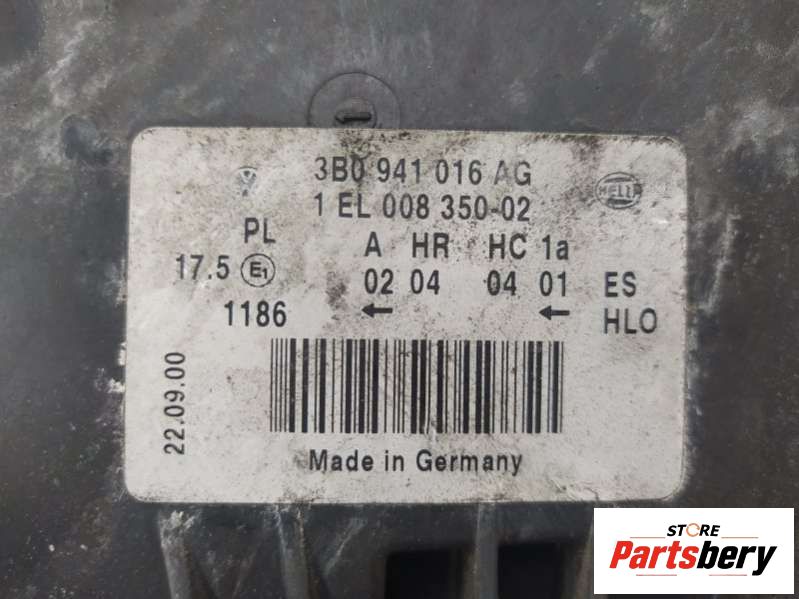 3B0 941 016 AG
1 EL 008 350-02
HELLA
PL A HR HC 1a
17.5 E1 02 04 04 01 ES
1186 ← ← HLO
22.09.00
Made in Germany
STORE
Partsbery